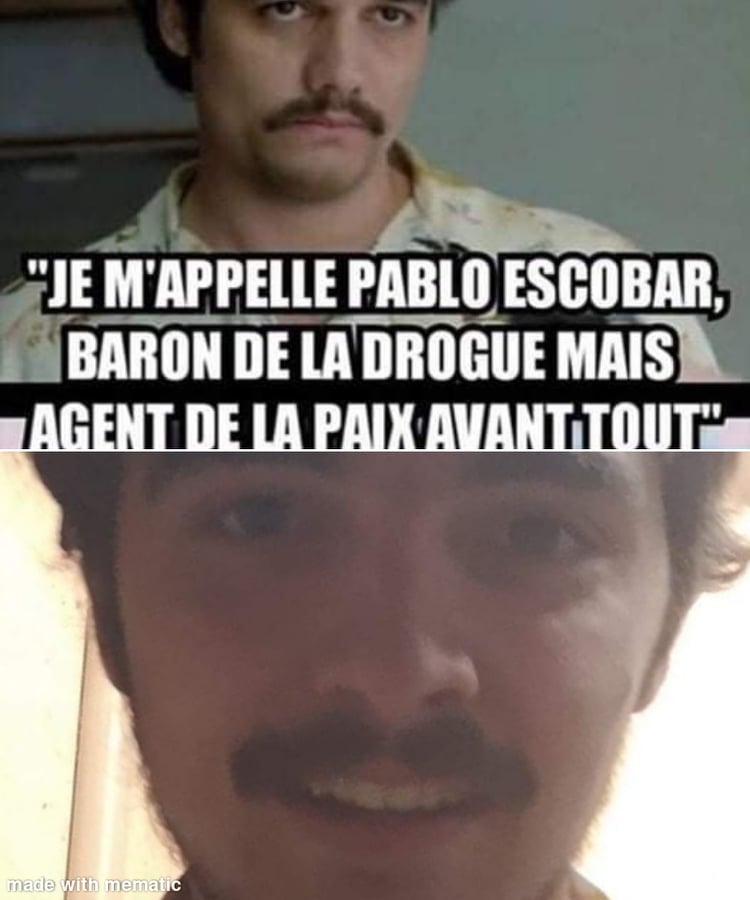 "JE M'APPELLE PABLO ESCOBAR,
BARON DE LA DROGUE MAIS
AGENT DE LA PAIX AVANT TOUT"
made with mematic